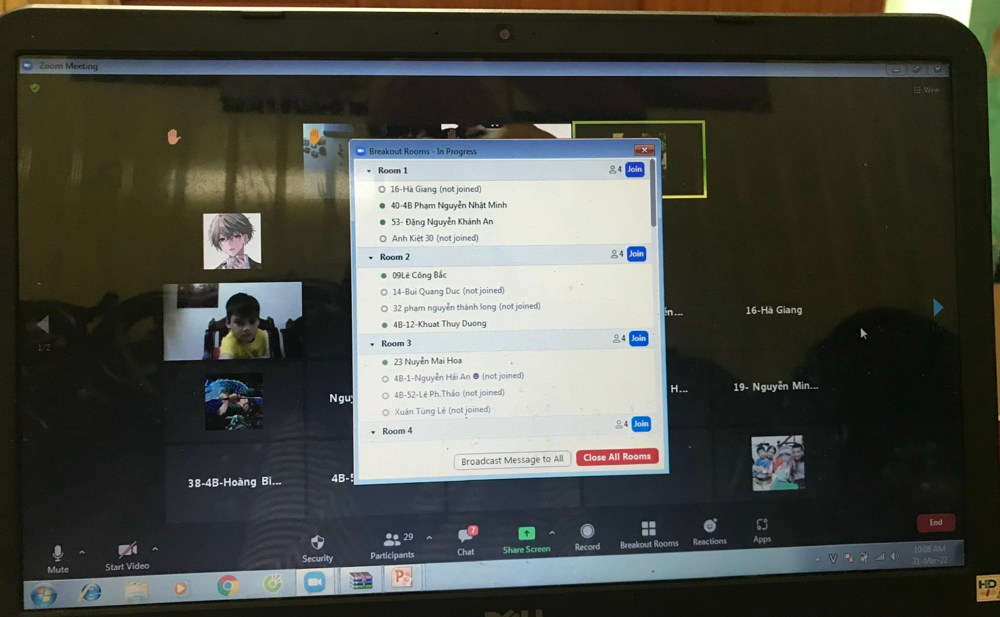 Zoom Meeting
View
Breakout Rooms - In Progress
Room 1
4
Join
16-Hà Giang (not joined)
40-4B Phạm Nguyễn Nhật Minh
53- Đặng Nguyễn Khánh An
Anh Kiệt 30 (not joined)
Room 2
4
Join
09Lê Công Bắc
14-Bui Quang Duc (not joined)
32 phạm nguyễn thành long (not joined)
4B-12-Khuat Thuy Duong
Room 3
4
Join
23 Nuyễn Mai Hoa
4B-1-Nguyễn Hải An (not joined)
4B-52-Lê Ph.Thảo (not joined)
Xuân Tùng Lê (not joined)
Room 4
4
Join
Broadcast Message to All
Close All Rooms
1/2
1/2
16-Hà Giang
H...
19- Nguyễn Min...
38-4B-Hoàng Bì...
Mute
Start Video
Security
Participants
29
Chat
7
Share Screen
Record
Breakout Rooms
Reactions
Apps
End
V
10:08 AM
21-Mar-22
HD
DELL